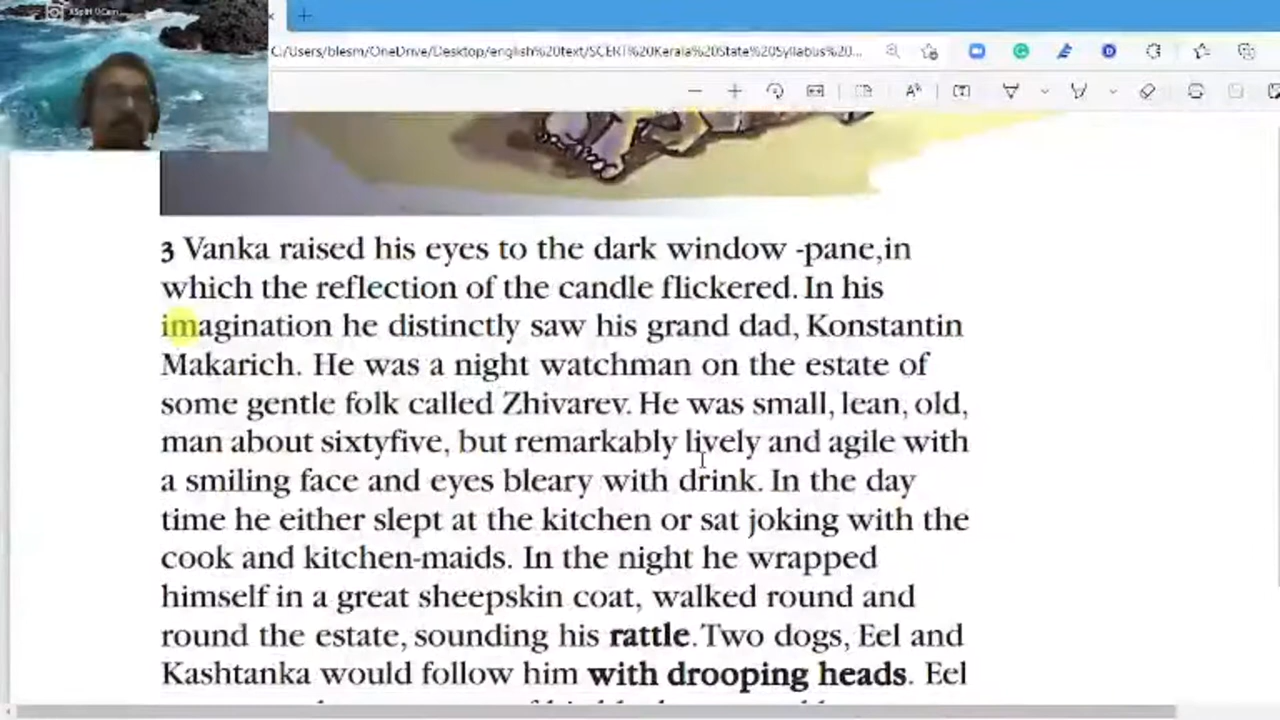 XSplit VCam
C:/Users/blesm/OneDrive/Desktop/english%20text/SCERT%20Kerala%20State%20Syllabus%20...
3 Vanka raised his eyes to the dark window -pane,in
which the reflection of the candle flickered. In his
imagination he distinctly saw his grand dad, Konstantin
Makarich. He was a night watchman on the estate of
some gentle folk called Zhivarev. He was small, lean, old,
man about sixtyfive, but remarkably lively and agile with
a smiling face and eyes bleary with drink. In the day
time he either slept at the kitchen or sat joking with the
cook and kitchen-maids. In the night he wrapped
himself in a great sheepskin coat, walked round and
round the estate, sounding his rattle. Two dogs, Eel and
Kashtanka would follow him with drooping heads. Eel